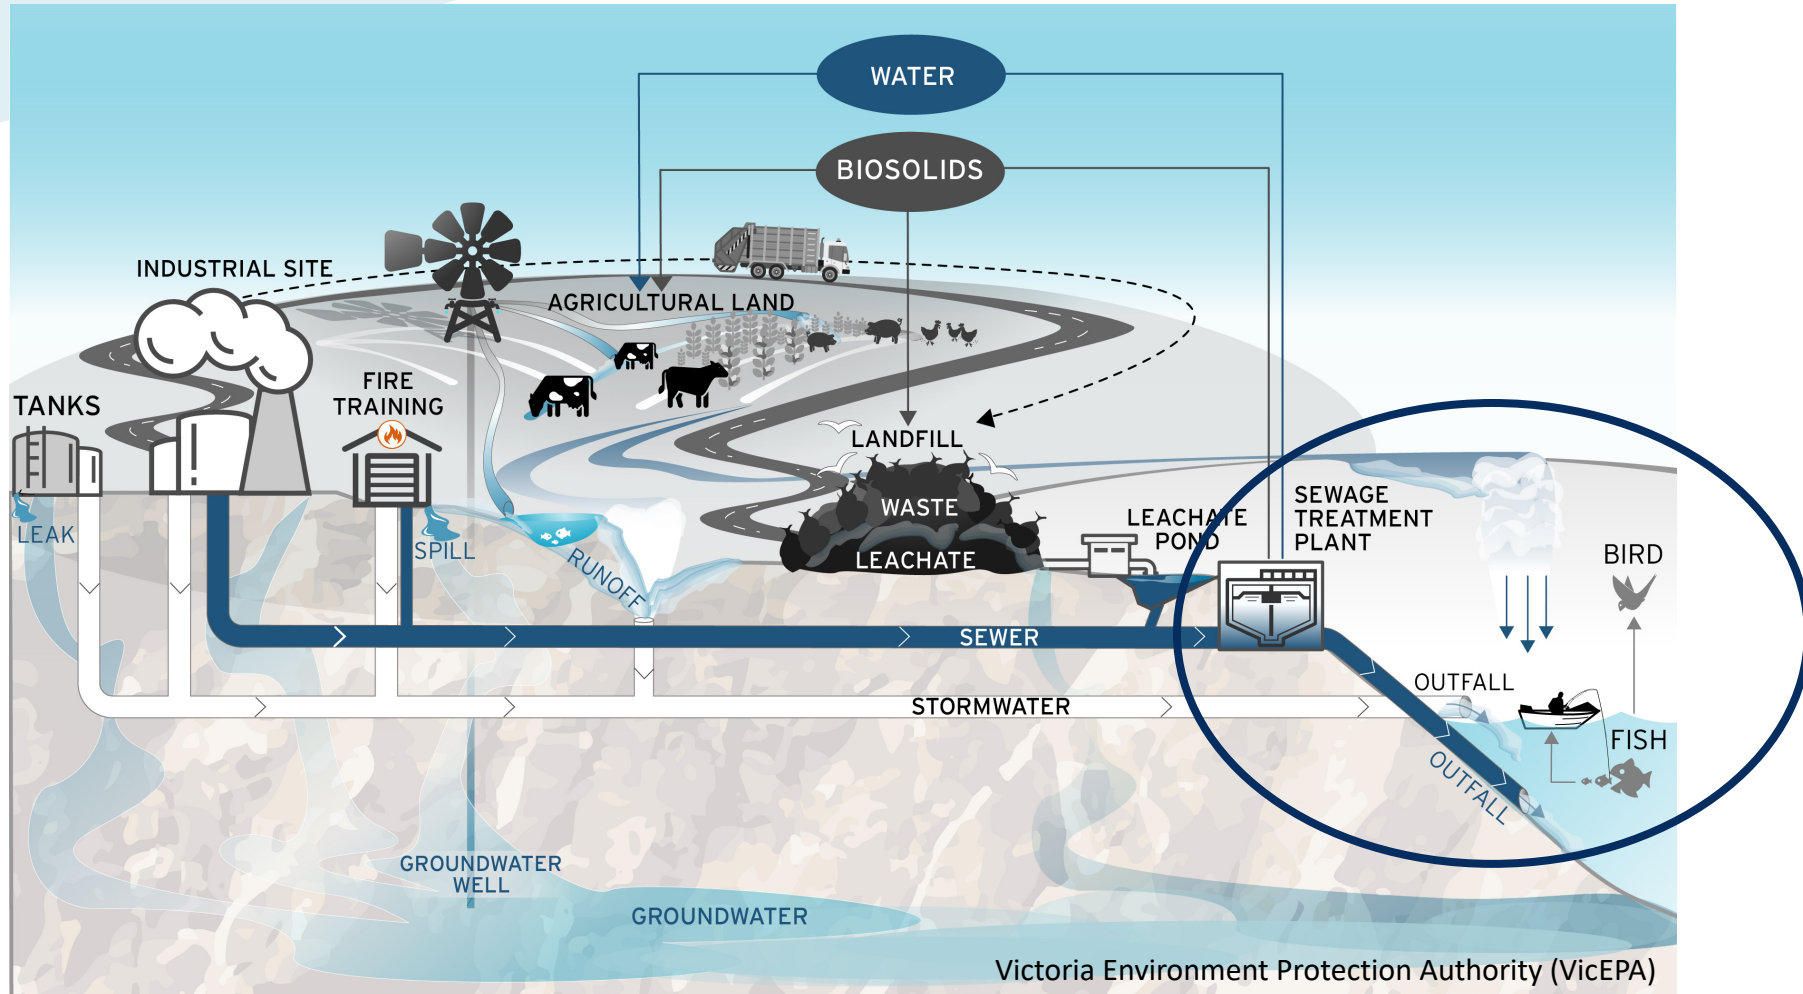 WATER
BIOSOLIDS
INDUSTRIAL SITE
AGRICULTURAL LAND
TANKS
FIRE
TRAINING
LANDFILL
WASTE
LEACHATE
LEACHATE
POND
SEWAGE
TREATMENT
PLANT
LEAK
SPILL
RUNOFF
BIRD
SEWER
STORMWATER
OUTFALL
FISH
OUTFALL
GROUNDWATER
WELL
GROUNDWATER
Victoria Environment Protection Authority (VicEPA)